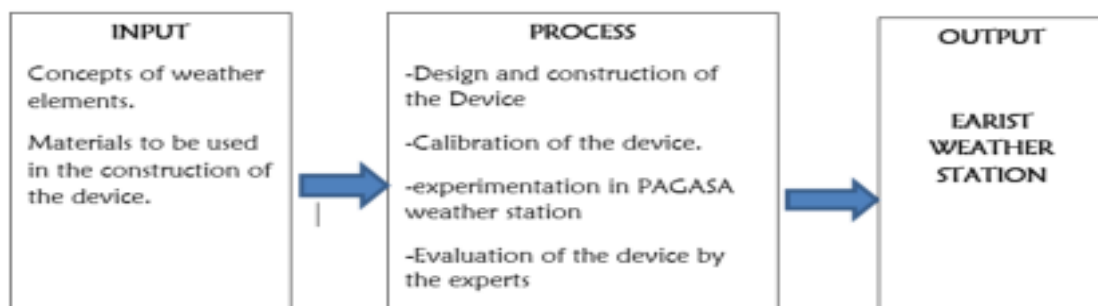 INPUT
Concepts of weather
elements.
Materials to be used
in the construction of
the device.
PROCESS
-Design and construction of
the Device
-Calibration of the device.
-experimentation in PAGASA
weather station
-Evaluation of the device by
the experts
OUTPUT
EARIST
WEATHER
STATION